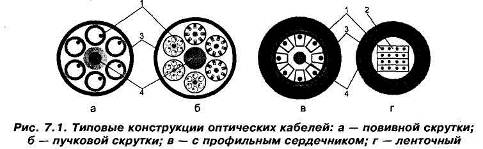 1
1
2
3
3
4
4
а
б
в
г
Рис. 7.1. Типовые конструкции оптических кабелей: а — повивной скрутки;
б — пучковой скрутки; в — с профильным сердечником; г — ленточный